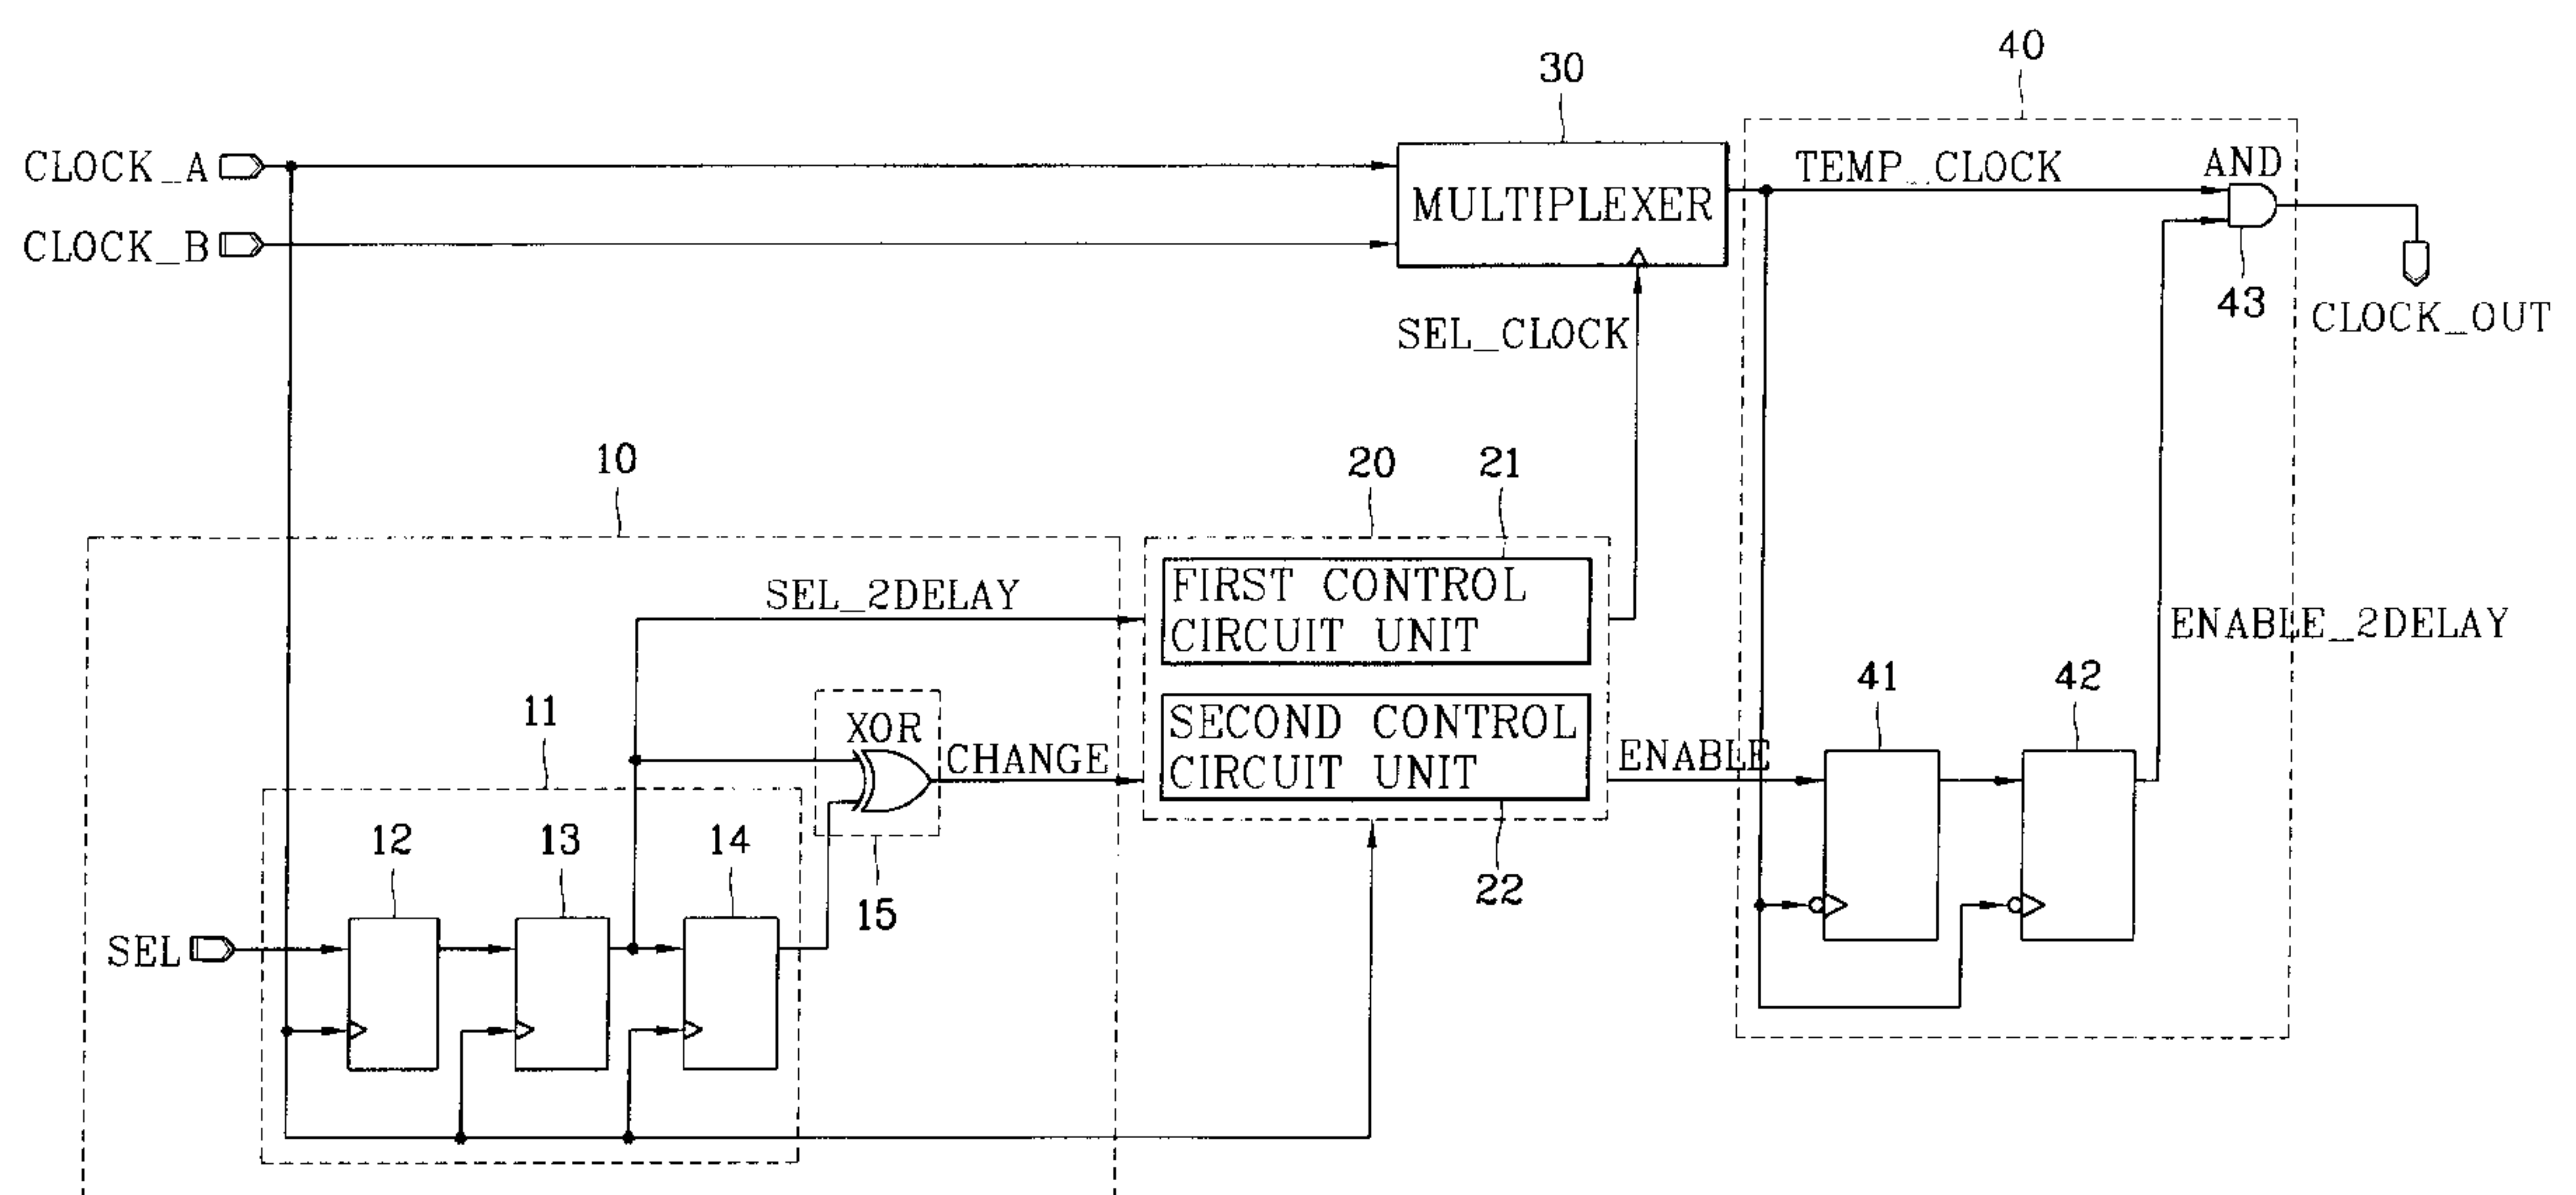 40
30
CLOCK_A
TEMP_CLOCK
AND
MULTIPLEXER
CLOCK_B
43
CLOCK_OUT
SEL_CLOCK
10
20
21
SEL_2DELAY
FIRST CONTROL
CIRCUIT UNIT
ENABLE_2DELAY
41
42
11
XOR
CHANGE
SECOND CONTROL
CIRCUIT UNIT
ENABLE
12
13
14
15
22
SEL